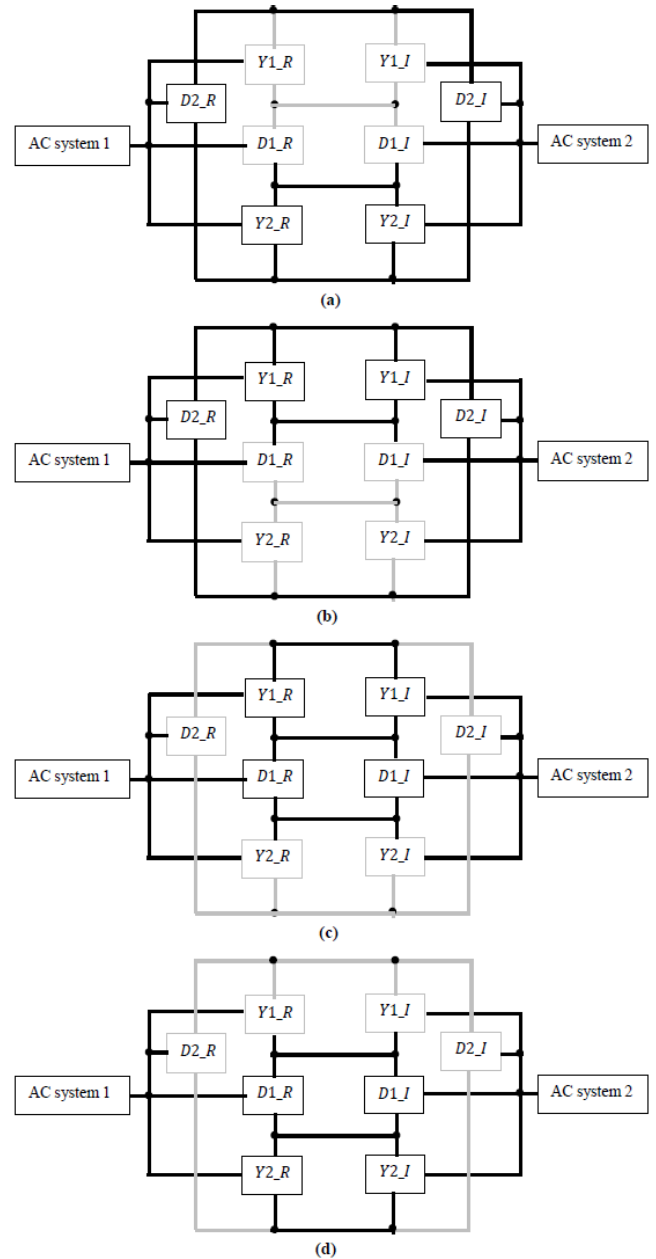 Y1_R Y1_I
D2_R D2_I
AC system 1 D1_R D1_I AC system 2
Y2_R Y2_I
(a)
Y1_R Y1_I
D2_R D2_I
AC system 1 D1_R D1_I AC system 2
Y2_R Y2_I
(b)
Y1_R Y1_I
D2_R D2_I
AC system 1 D1_R D1_I AC system 2
Y2_R Y2_I
(c)
Y1_R Y1_I
D2_R D2_I
AC system 1 D1_R D1_I AC system 2
Y2_R Y2_I
(d)